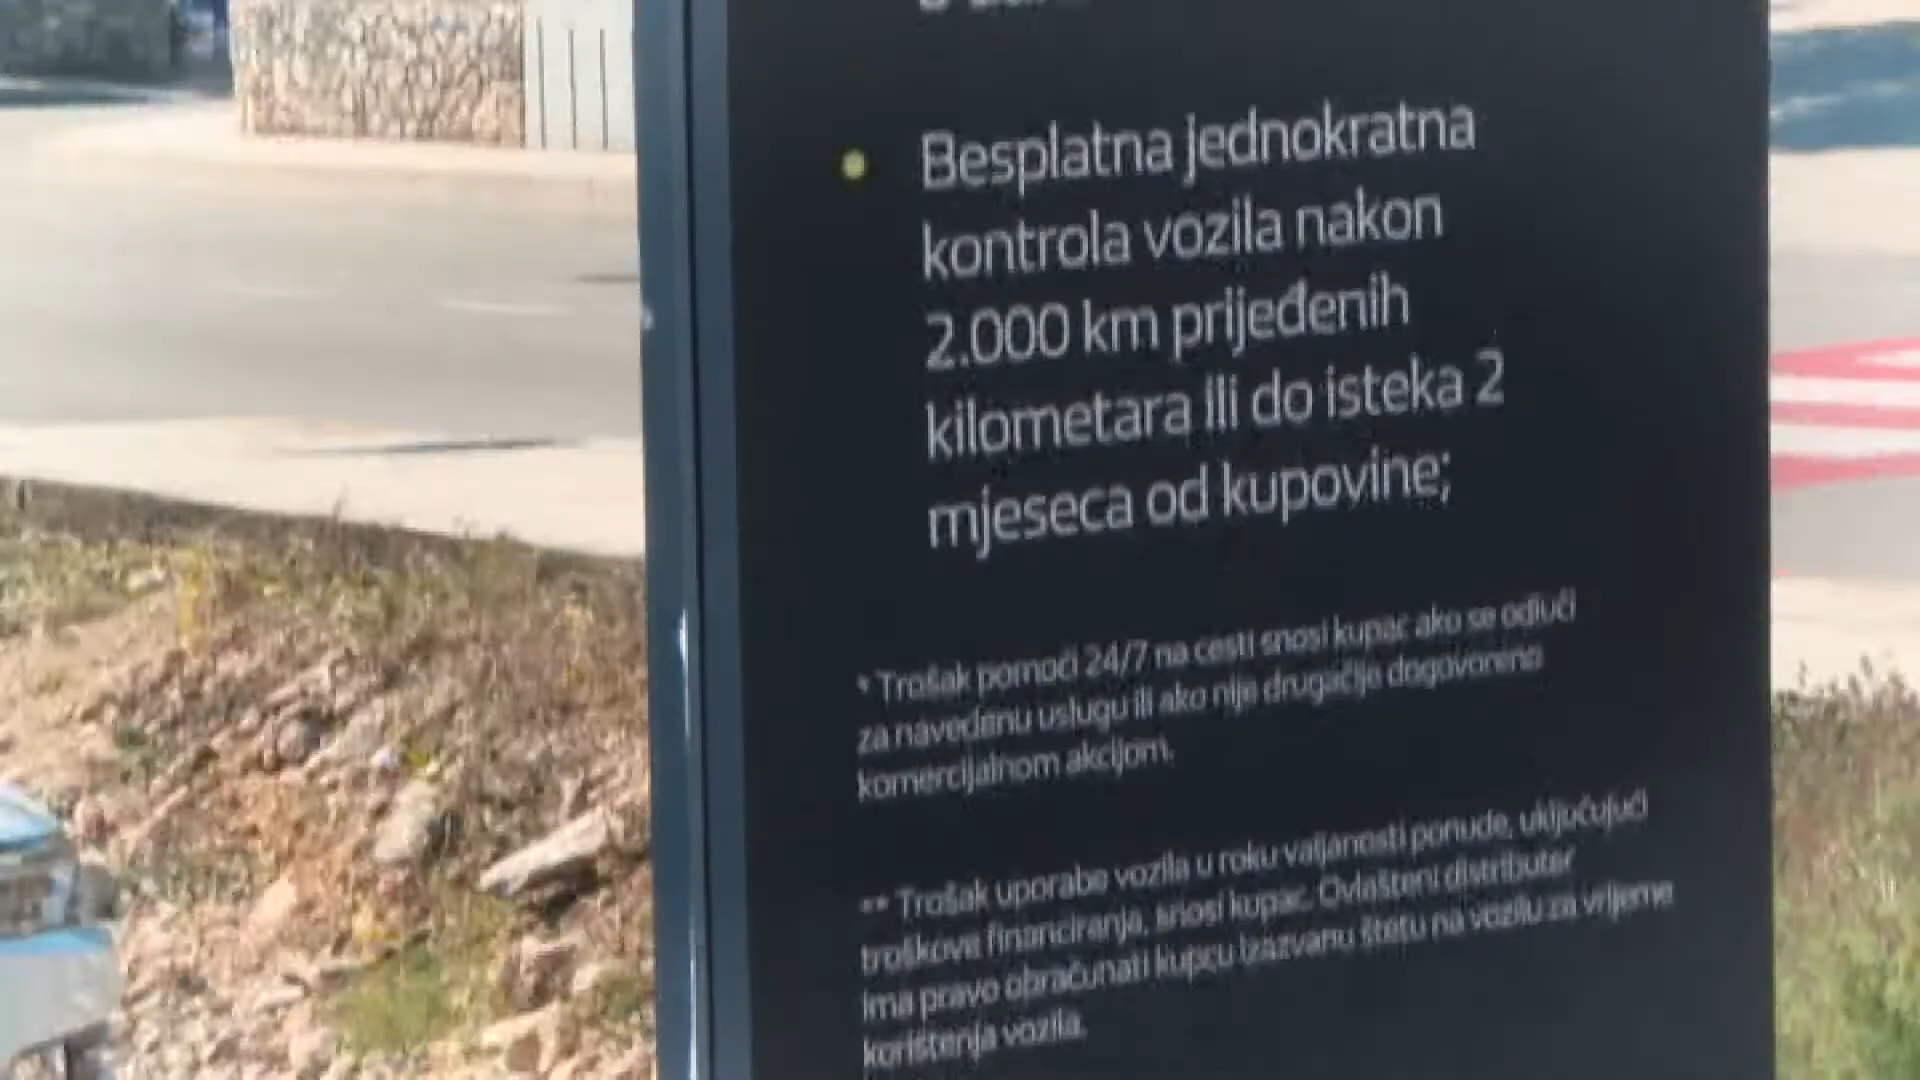 Besplatna jednokratna
kontrola vozila nakon
2.000 km prijeđenih
kilometara ili do isteka 2
mjeseca od kupovine;
* Trošak pomoći 24/7 na cesti snosi kupac ako se odluči
za navedenu uslugu ili ako nije drugačije dogovoreno
komercijalnom akcijom.
** Trošak uporabe vozila u roku valjanosti ponude, uključujući
troškove financiranja, snosi kupac. Ovlašteni distributer
ima pravo obračunati kupcu izazvanu štetu na vozilu za vrijeme
korištenja vozila.